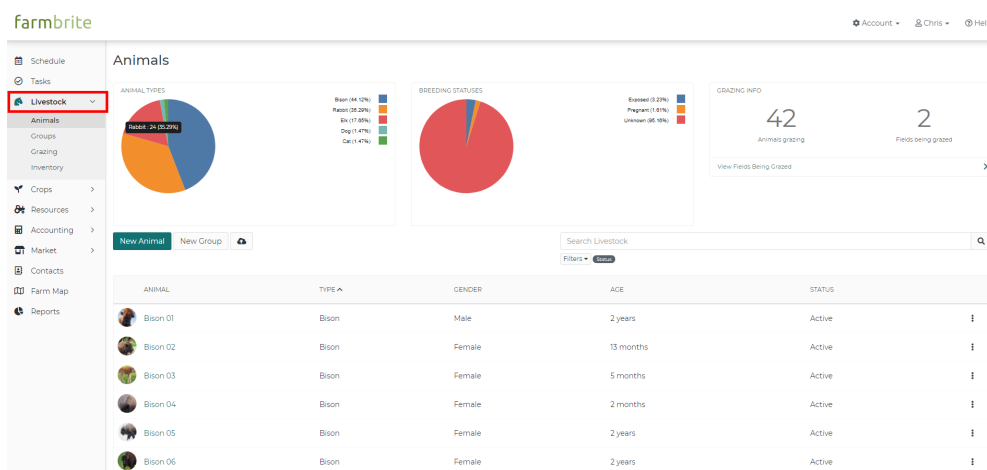 farmbrite
Account
Chris
Hel
Schedule
Tasks
Livestock
Animals
Groups
Grazing
Inventory
Crops
Resources
Accounting
Market
Contacts
Farm Map
Reports
Animals
ANIMAL TYPES
Bison (44.12%)
Rabbit (35.29%)
Elk (17.65%)
Dog (1.47%)
Cat (1.47%)
Rabbit : 24 (35.29%)
BREEDING STATUSES
Exposed (3.23%)
Pregnant (1.61%)
Unknown (95.16%)
GRAZING INFO
42
Animals grazing
2
Fields being grazed
View Fields Being Grazed
New Animal
New Group
Search Livestock
Filters
Status
ANIMAL TYPE GENDER AGE STATUS
Bison 01 Bison Male 2 years Active
Bison 02 Bison Female 13 months Active
Bison 03 Bison Female 5 months Active
Bison 04 Bison Female 2 months Active
Bison 05 Bison Female 2 years Active
Bison 06 Bison Female 2 years Active